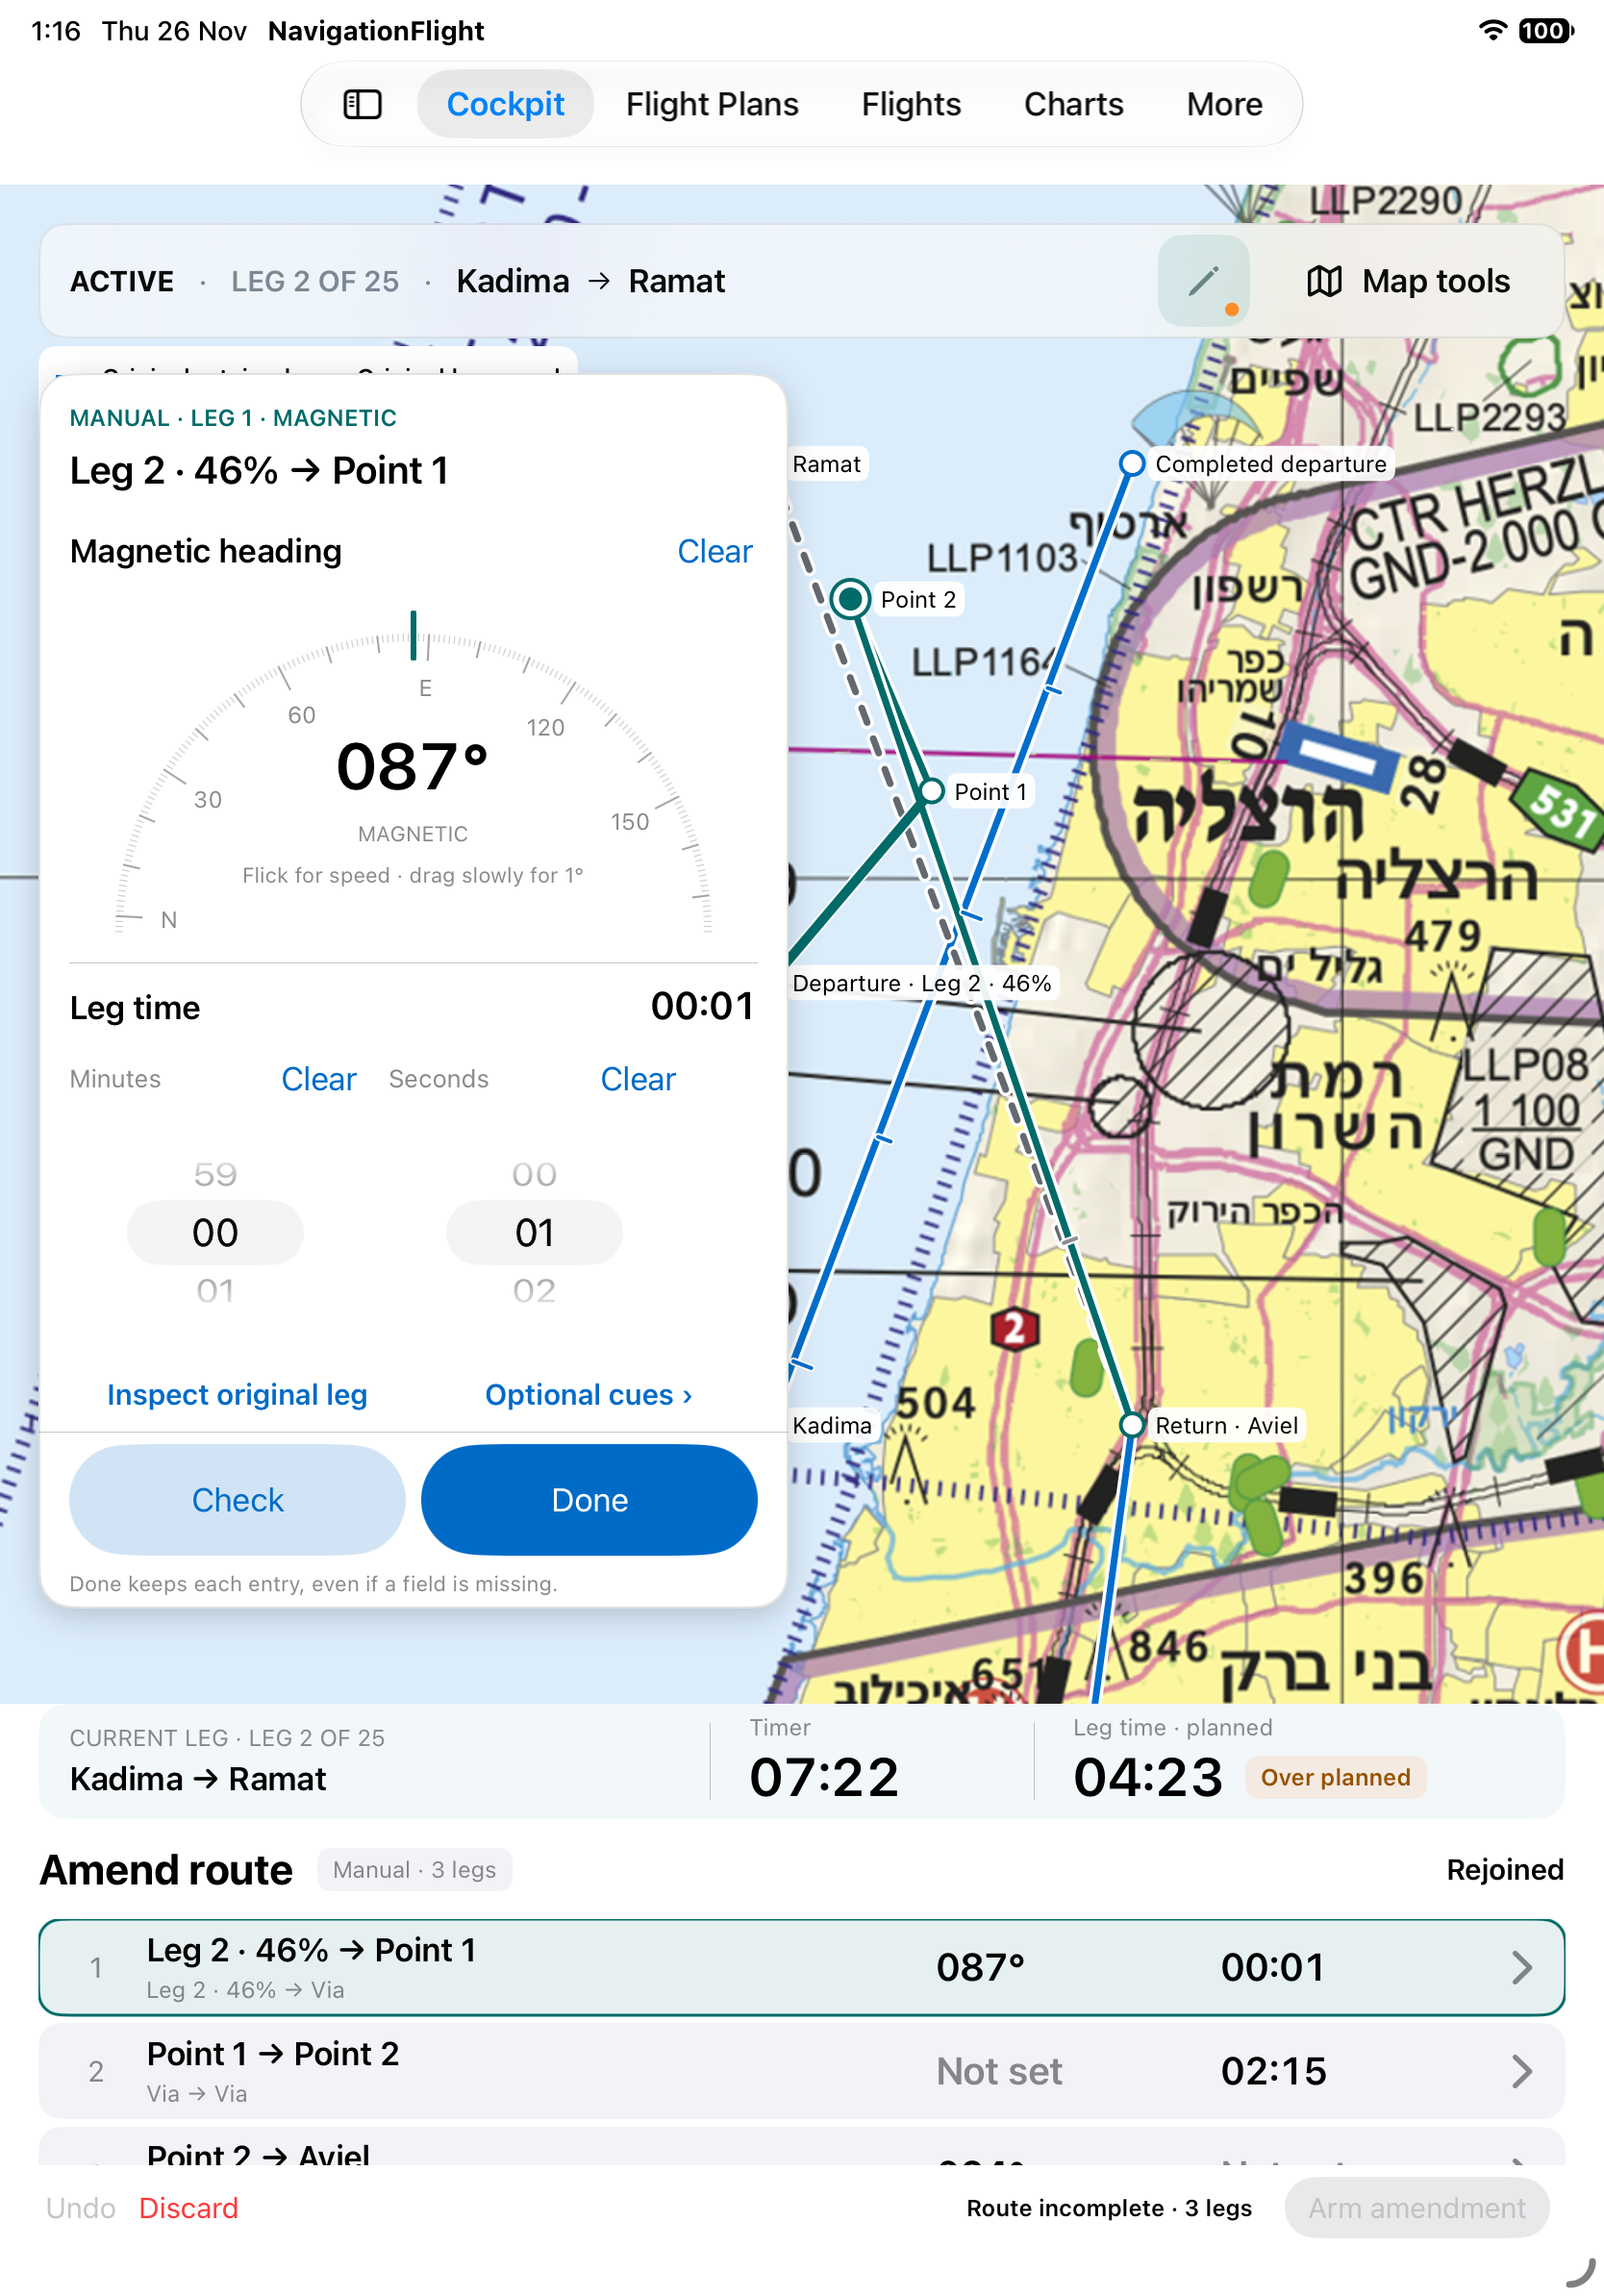 1:16 Thu 26 Nov NavigationFlight
100
Cockpit Flight Plans Flights Charts More
LLP2290
ACTIVE · LEG 2 OF 25 · Kadima → Ramat
Map tools
שפיים
LLP2293
MANUAL · LEG 1 · MAGNETIC
Leg 2 · 46% → Point 1
Ramat
Completed departure
CTR HERZL
GND-2 000
Magnetic heading
Clear
LLP1103
ארסוף
רשפון
Point 2
LLP1164
כפר
שמריהו
ה
E
60
120
087°
30
150
MAGNETIC
Flick for speed · drag slowly for 1°
N
Point 1
10
28
531
הרצליה
הרצליה
479
גליל ים
Leg time
00:01
Departure · Leg 2 · 46%
Minutes
Clear
Seconds
Clear
רמת
השרון
LLP08
1 100
GND
59
00
01
00
01
02
0
הכפר הירוק
2
Inspect original leg
Optional cues ›
504
Kadima
Return · Aviel
ירקון
Check
Done
Done keeps each entry, even if a field is missing.
396
846
651
בני ברק
איכילוב
H
CURRENT LEG · LEG 2 OF 25
Kadima → Ramat
Timer
07:22
Leg time · planned
04:23
Over planned
Amend route
Manual · 3 legs
Rejoined
1
Leg 2 · 46% → Point 1
Leg 2 · 46% → Via
087°
00:01
2
Point 1 → Point 2
Via → Via
Not set
02:15
Point 2 → Aviel
Undo
Discard
Route incomplete · 3 legs
Arm amendment